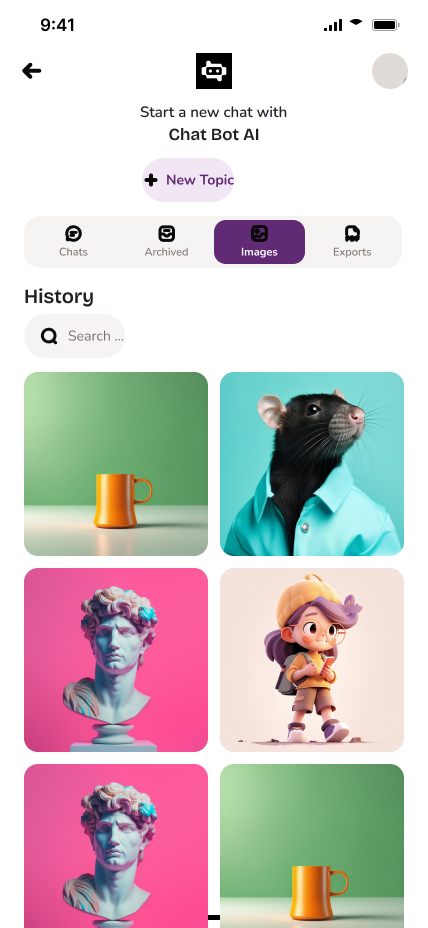 9:41
Start a new chat with
Chat Bot AI
New Topic
Chats
Archived
Images
Exports
History
Search ...